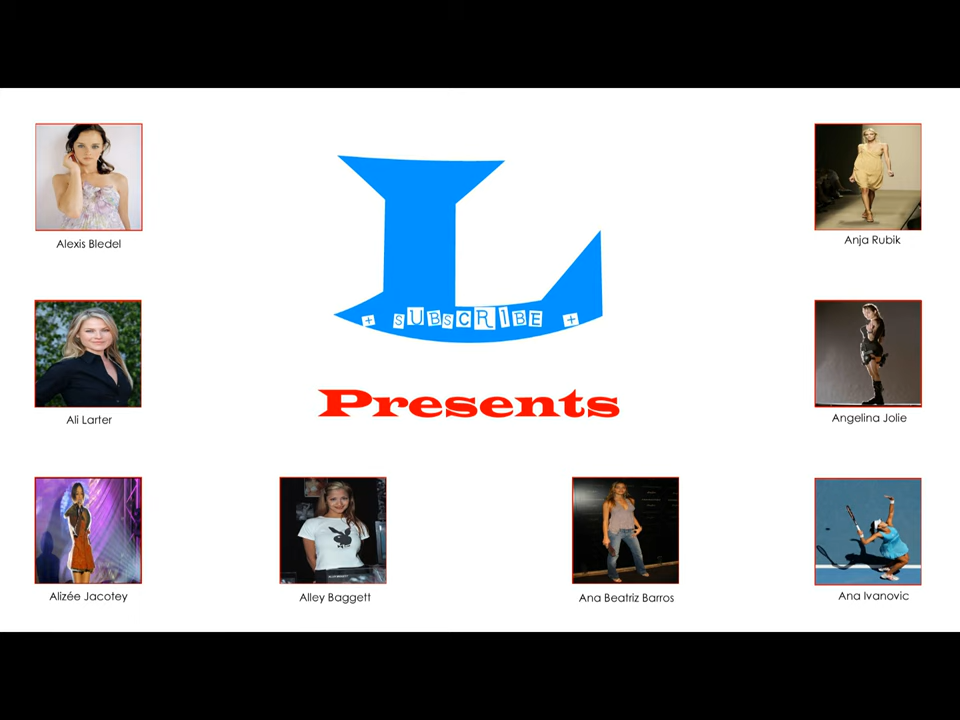 Alexis Bledel
Anja Rubik
L
+ SUBSCRIBE +
Presents
Ali Larter
Angelina Jolie
Alizée Jacotey
Alley Baggett
Ana Beatriz Barros
Ana Ivanovic